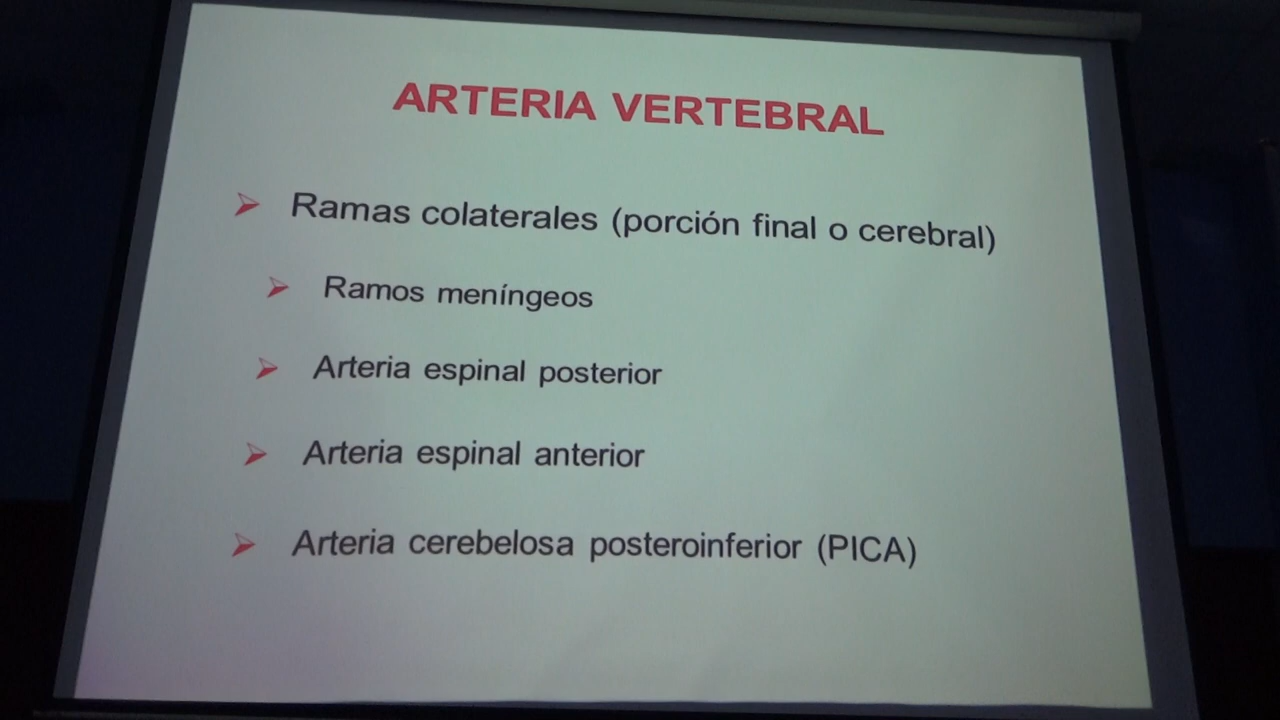 ARTERIA VERTEBRAL
Ramas colaterales (porción final o cerebral)
Ramos meníngeos
Arteria espinal posterior
Arteria espinal anterior
Arteria cerebelosa posteroinferior (PICA)